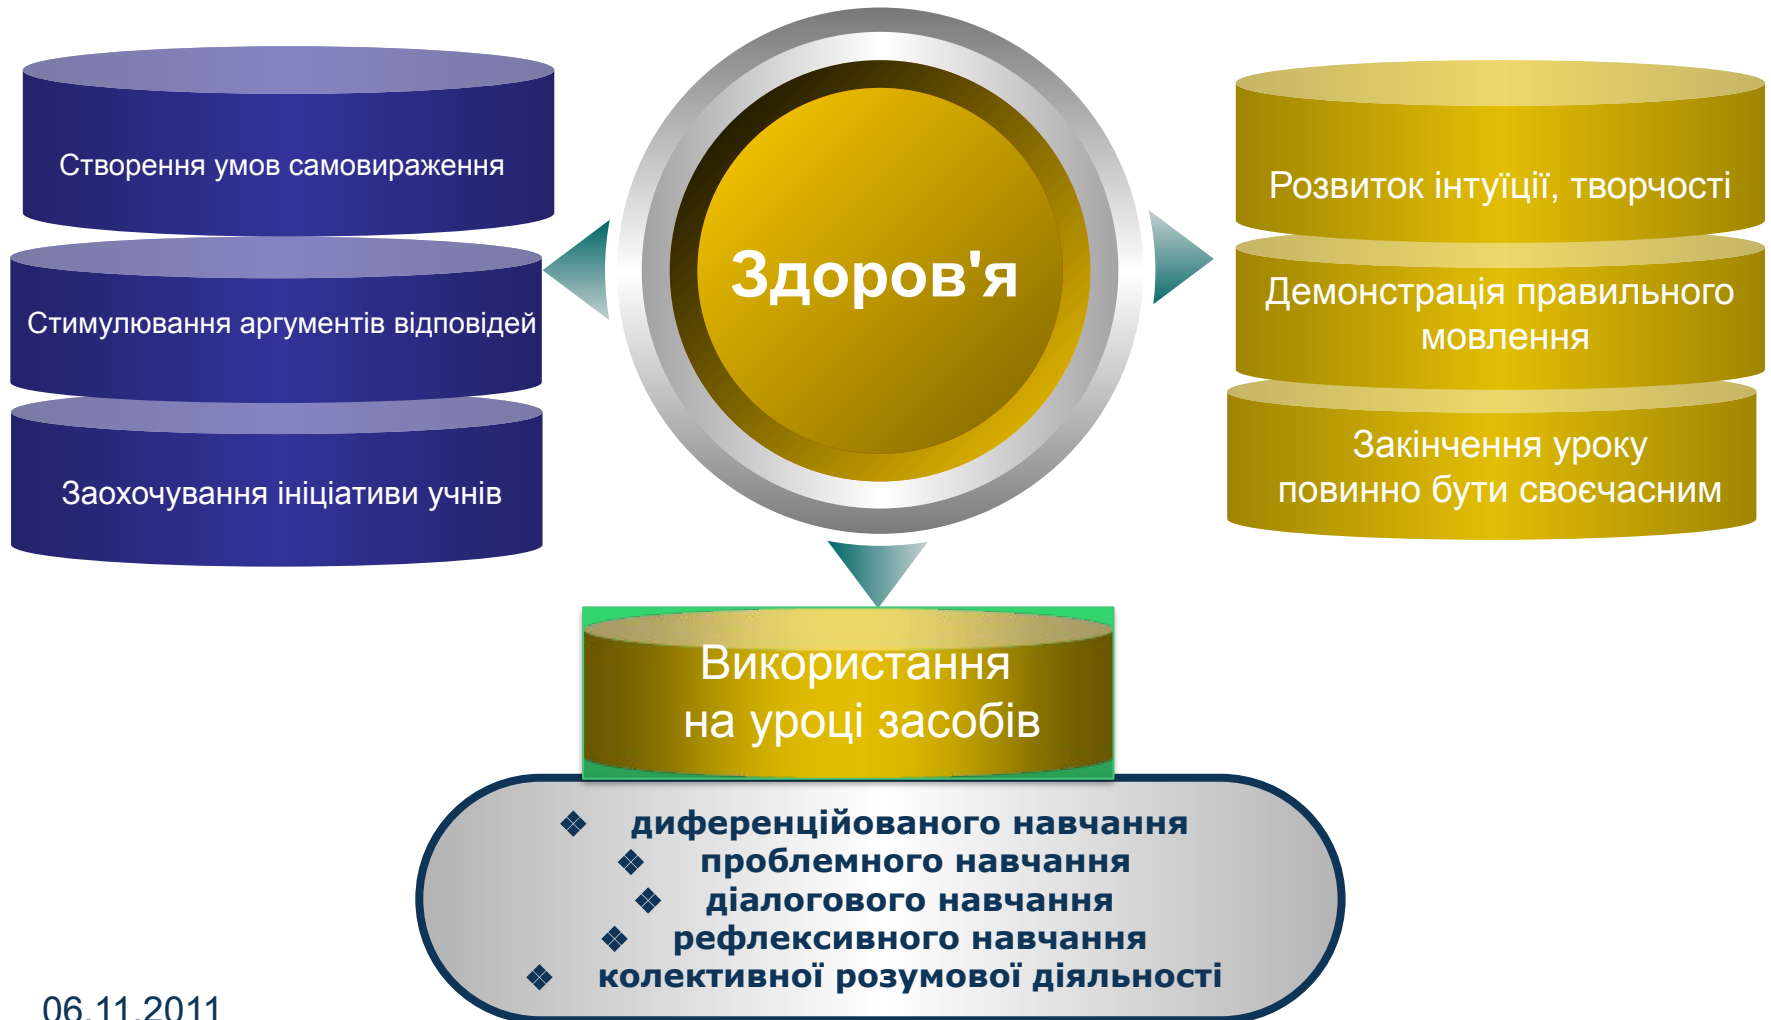 Створення умов самовираження
Стимулювання аргументів відповідей
Заохочування ініціативи учнів
Здоров'я
Розвиток інтуїції, творчості
Демонстрація правильного
мовлення
Закінчення уроку
повинно бути своєчасним
Використання
на уроці засобів
❖ диференційованого навчання
❖ проблемного навчання
❖ діалогового навчання
❖ рефлексивного навчання
❖ колективної розумової діяльності
06.11.2011